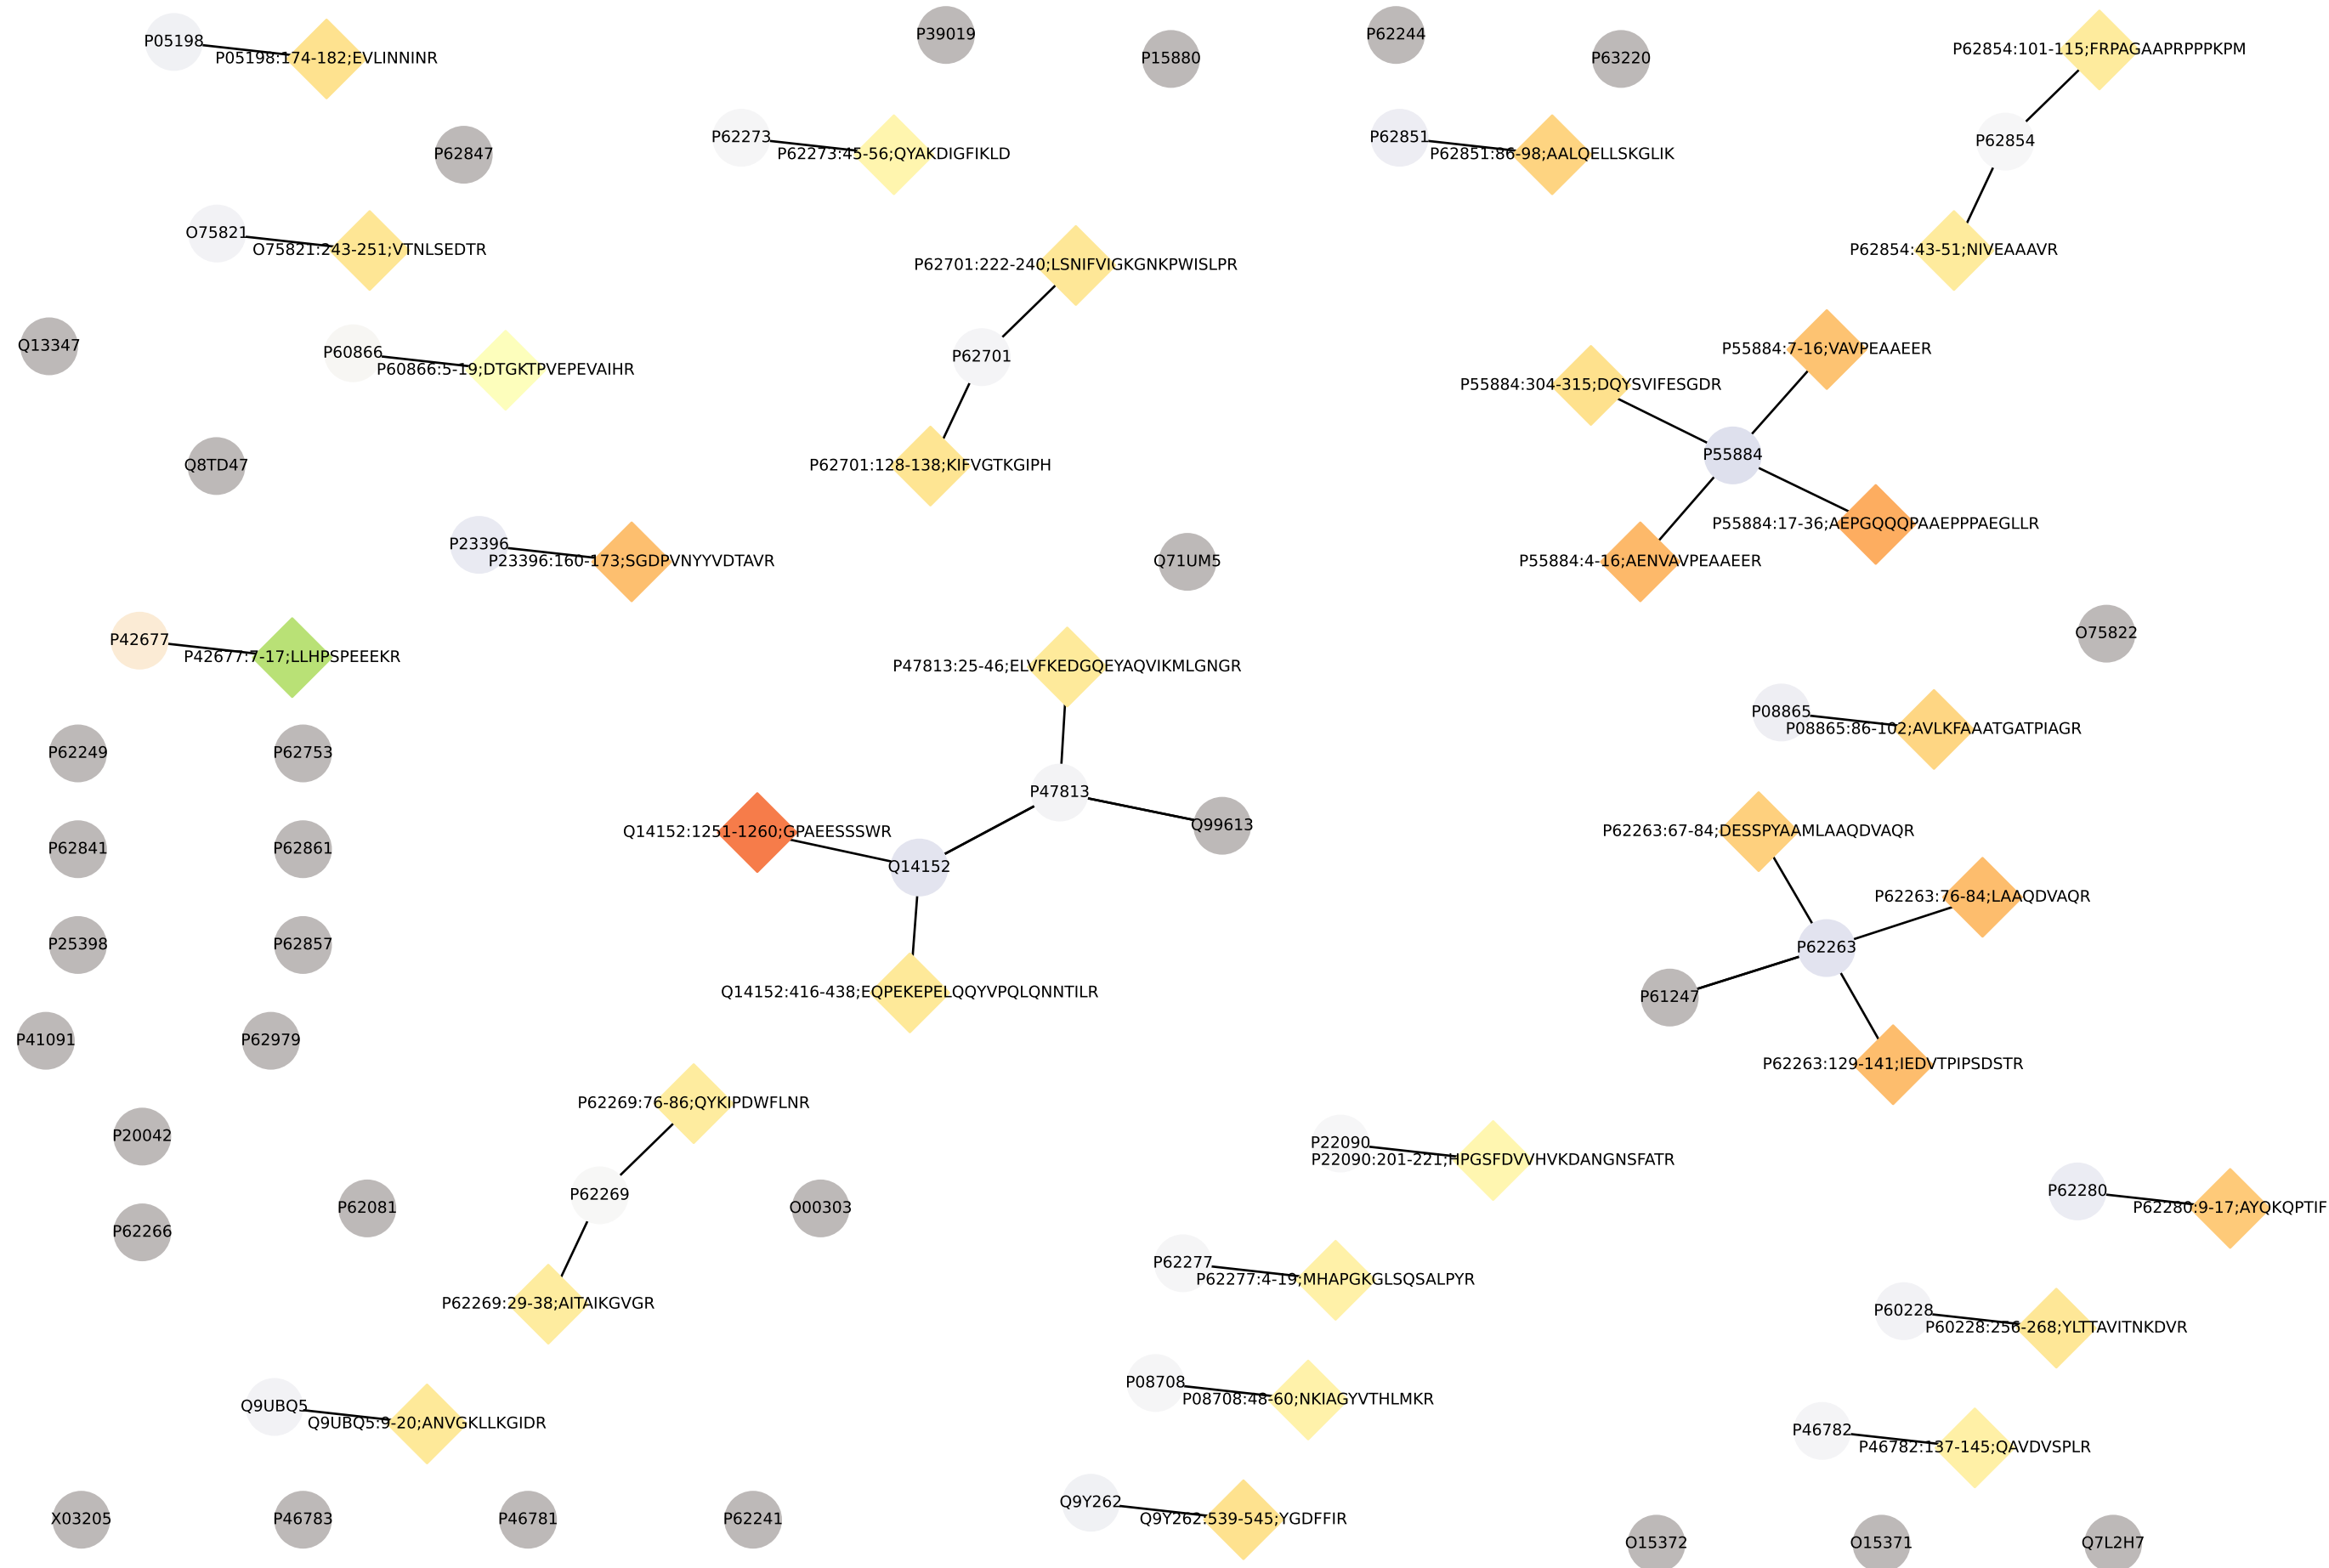 P05198
P05198:174-182;EVLINNINR
P39019
P15880
P62244
P63220
P62854:101-115;FRPAGAAPRPPPKPM
P62847
P62273
P62273:45-56;QYAKDIGFIKLD
P62851
P62851:86-98;AALQELLSKGLIK
P62854
O75821
O75821:243-251;VTNLSEDTR
P62701:222-240;LSNIFVIGKGNKPWISLPR
P62854:43-51;NIVEAAAVR
Q13347
P60866
P60866:5-19;DTGKTPVEPEVAIHR
P62701
P55884:7-16;VAVPEAAEER
P55884:304-315;DQYSVIFESGDR
Q8TD47
P62701:128-138;KIFVGTKGIPH
P55884
P23396
P23396:160-173;SGDPVNYYVDTAVR
Q71UM5
P55884:17-36;AEPGQQQPAAEPPPAEGLLR
P55884:4-16;AENVAVPEAAEER
P42677
P42677:7-17;LLHPSPEEEKR
P47813:25-46;ELVFKEDGQEYAQVIKMLGNGR
O75822
P08865
P08865:86-102;AVLKFAAATGATPIAGR
P62249
P62753
P47813
Q14152:1251-1260;GPAEESSSWR
Q99613
P62263:67-84;DESSPYAAMLAAQDVAQR
P62841
P62861
Q14152
P62263:76-84;LAAQDVAQR
P25398
P62857
P62263
Q14152:416-438;EQPEKEPELQQYVPQLQNNTILR
P61247
P41091
P62979
P62263:129-141;IEDVTPIPSDSTR
P62269:76-86;QYKIPDWFLNR
P20042
P22090
P22090:201-221;HPGSFDVVHVKDANGNSFATR
P62269
P62081
O00303
P62280
P62280:9-17;AYQKQPTIF
P62266
P62277
P62277:4-19;MHAPGKGLSQSALPYR
P62269:29-38;AITAIKGVGR
P60228
P60228:256-268;YLTTAVITNKDVR
Q9UBQ5
Q9UBQ5:9-20;ANVGKLLKGIDR
P08708
P08708:48-60;NKIAGYVTHLMKR
P46782
P46782:137-145;QAVDVSPLR
X03205
P46783
P46781
P62241
Q9Y262
Q9Y262:539-545;YGDFFIR
O15372
O15371
Q7L2H7